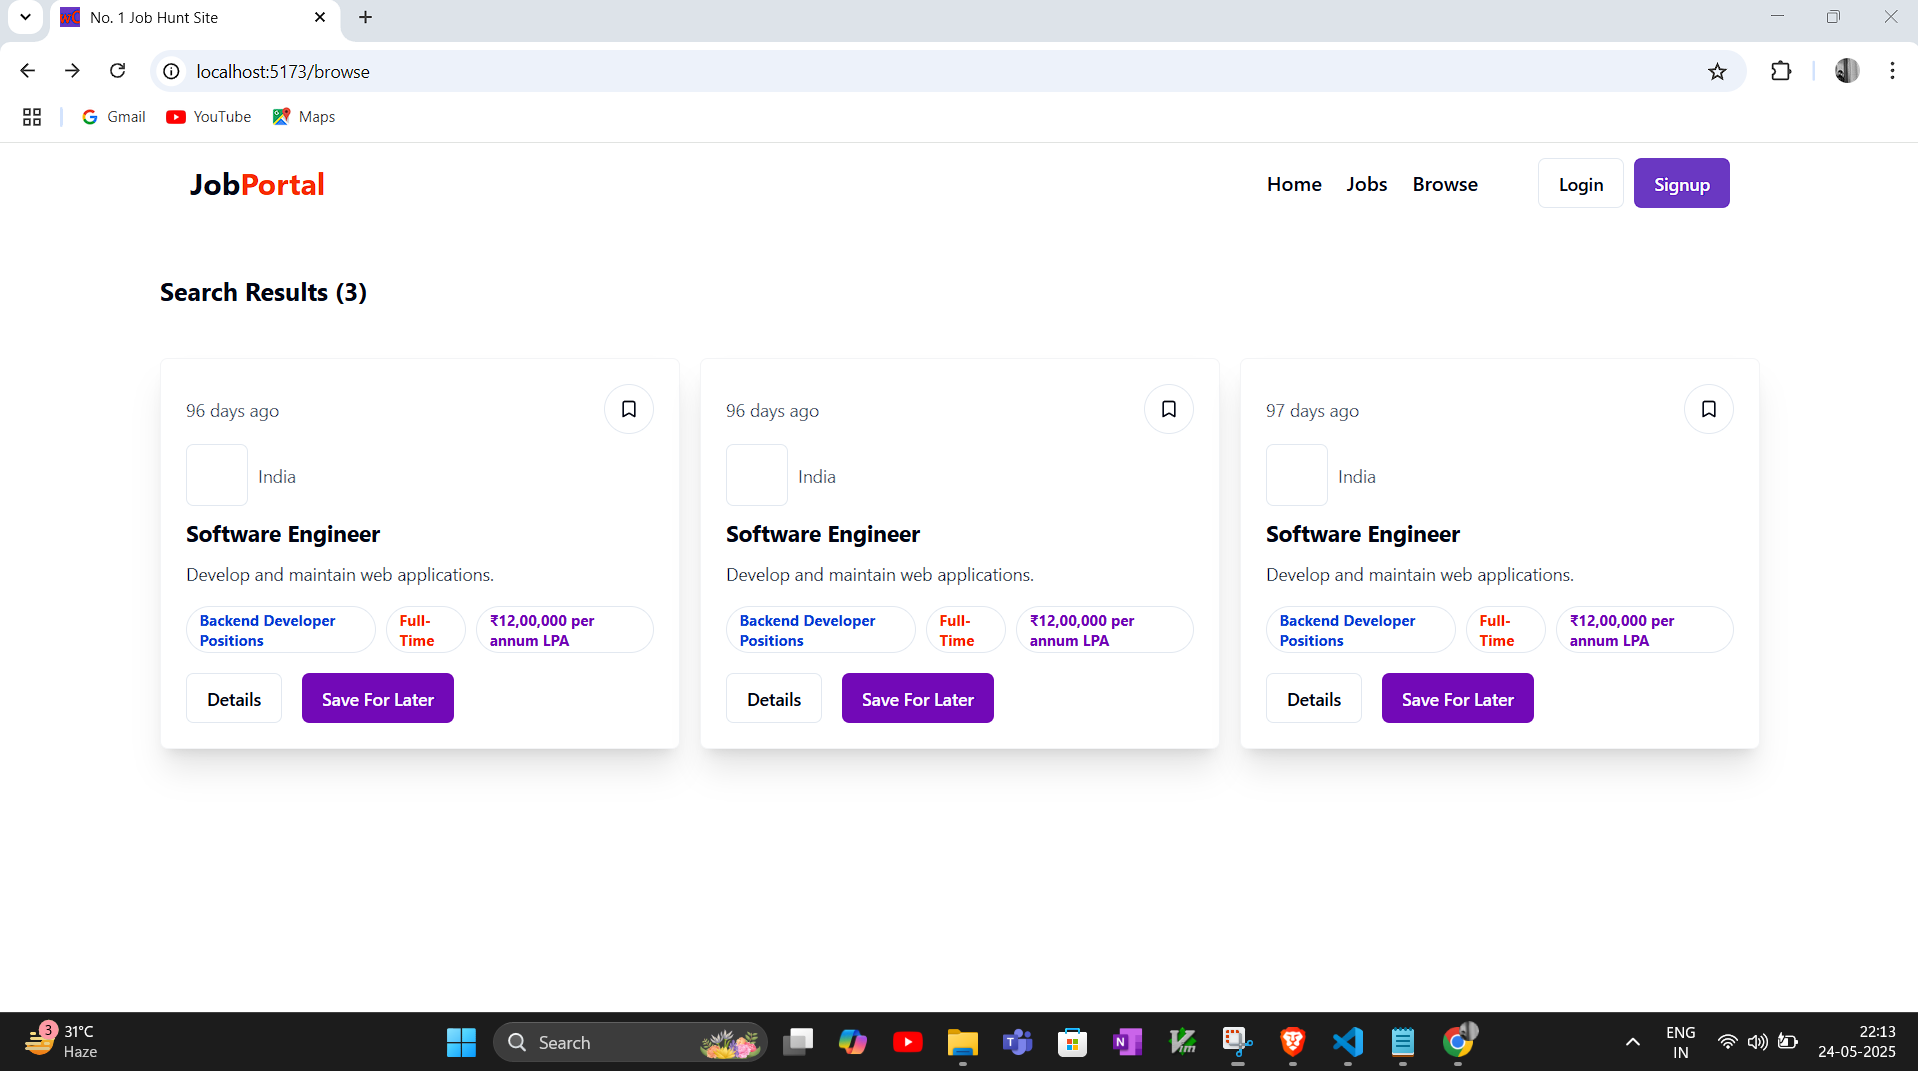 No. 1 Job Hunt Site
localhost:5173/browse
Gmail YouTube Maps
JobPortal Home Jobs Browse Login Signup
Search Results (3)
96 days ago
India
Software Engineer
Develop and maintain web applications.
Backend Developer
Positions
Full-
Time
₹12,00,000 per
annum LPA
Details Save For Later
96 days ago
India
Software Engineer
Develop and maintain web applications.
Backend Developer
Positions
Full-
Time
₹12,00,000 per
annum LPA
Details Save For Later
97 days ago
India
Software Engineer
Develop and maintain web applications.
Backend Developer
Positions
Full-
Time
₹12,00,000 per
annum LPA
Details Save For Later
3
31°C
Haze
Search
ENG
IN
22:13
24-05-2025